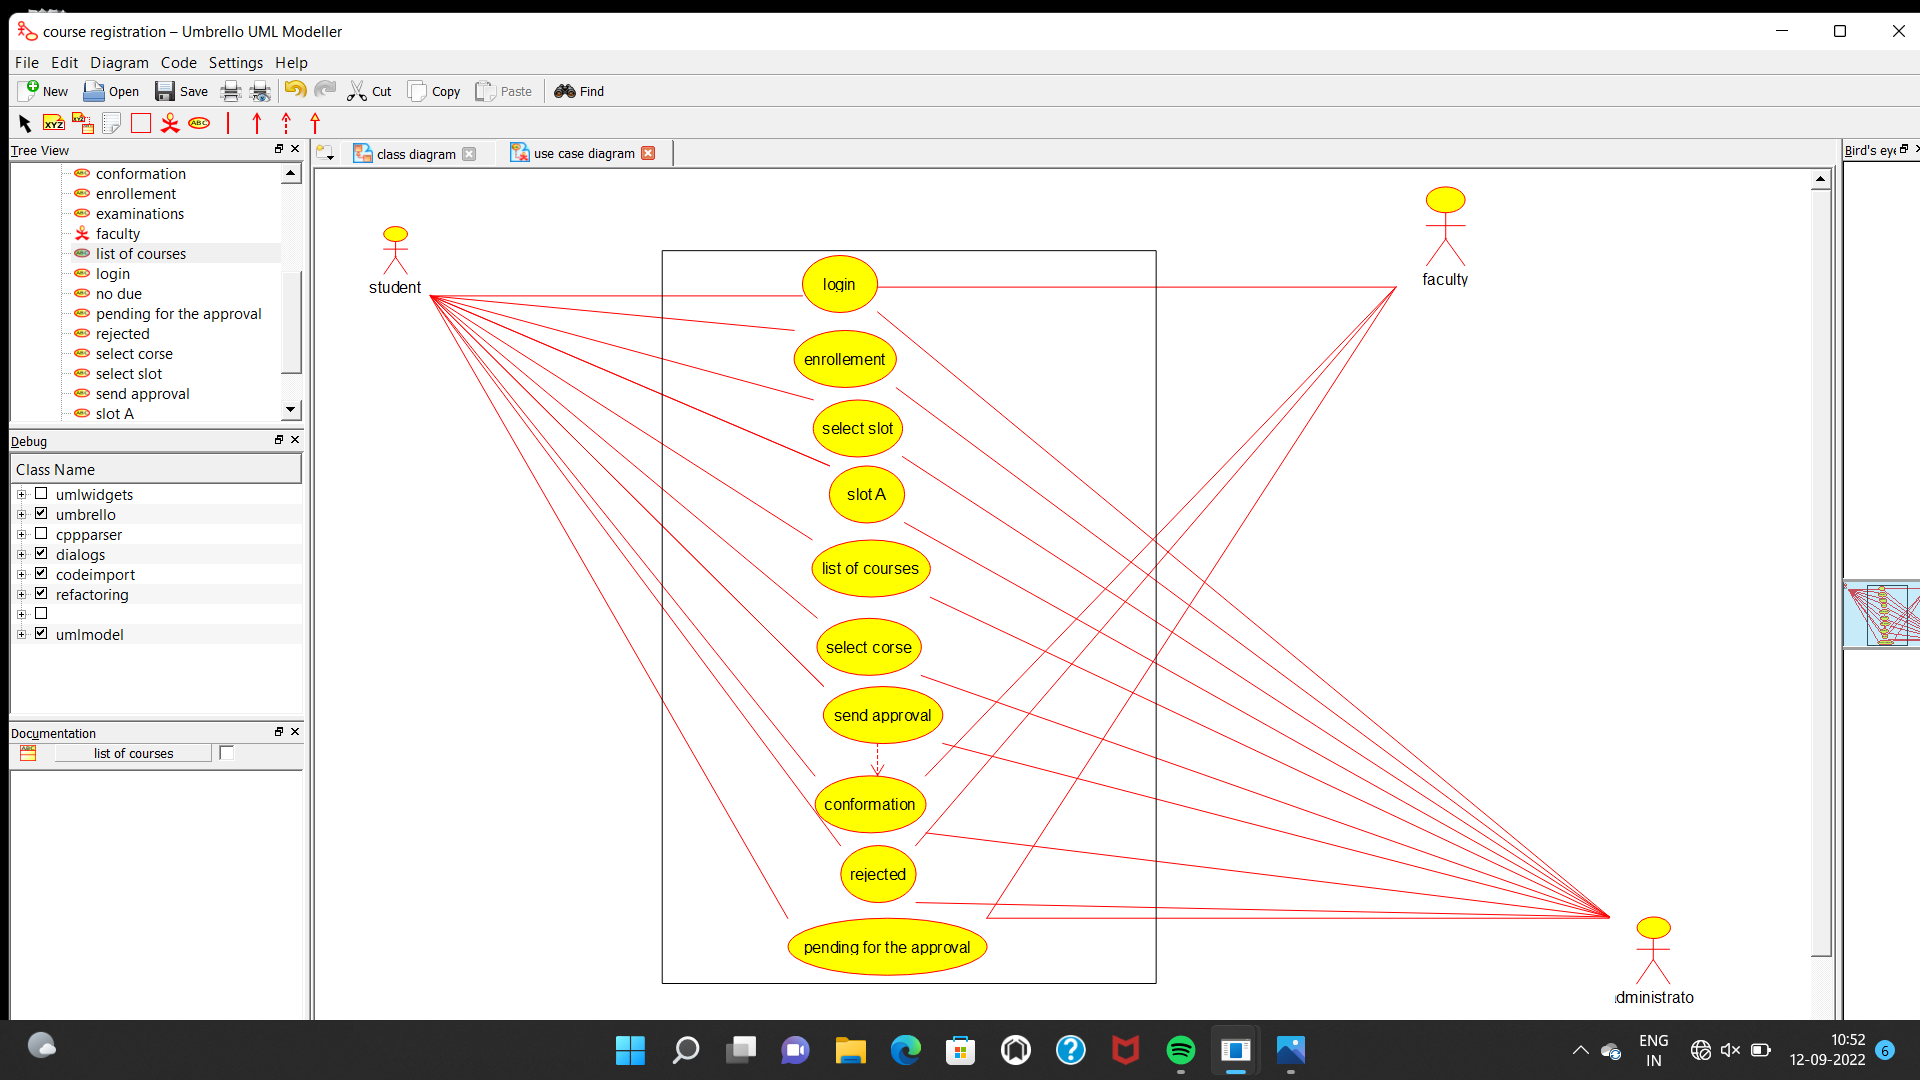 course registration – Umbrello UML Modeller
File Edit Diagram Code Settings Help
New Open Save Cut Copy Paste Find
XYZ XYZ ABC
Tree View
class diagram
use case diagram
Bird's eye
conformation
enrollement
examinations
faculty
list of courses
login
no due
pending for the approval
rejected
select corse
select slot
send approval
slot A
Debug
Class Name
umlwidgets
umbrello
cppparser
dialogs
codeimport
refactoring
umlmodel
Documentation
list of courses
student
faculty
login
enrollement
select slot
slot A
list of courses
select corse
send approval
conformation
rejected
pending for the approval
dministrato
ENG
IN
10:52
12-09-2022
6